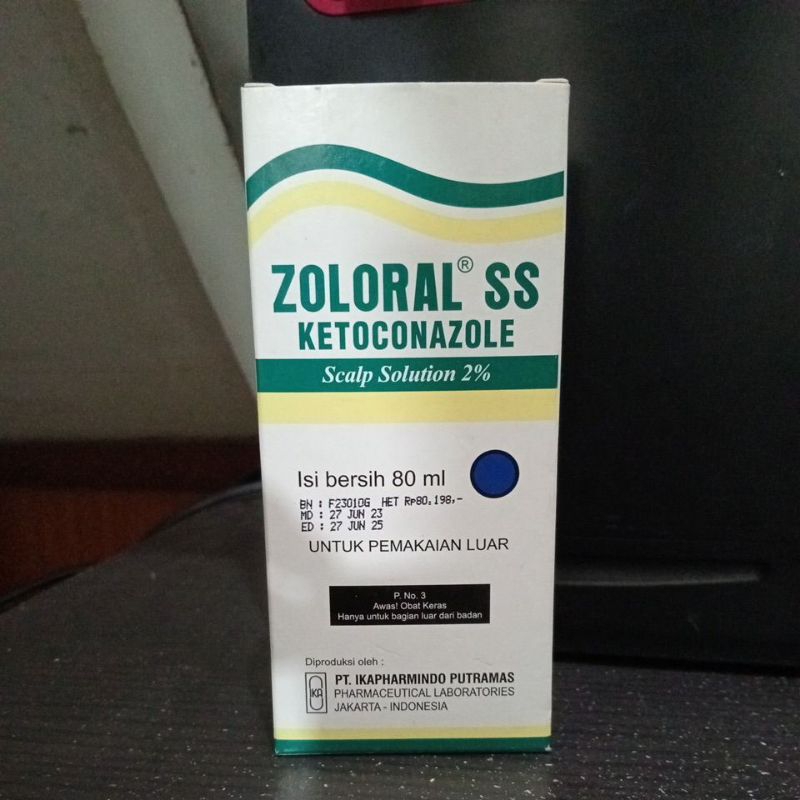 ZOLORAL® SS
KETOCONAZOLE
Scalp Solution 2%
Isi bersih 80 ml
BN : F23010G HET Rp80.198,-
MD : 27 JUN 23
ED : 27 JUN 25
UNTUK PEMAKAIAN LUAR
P. No. 3
Awas! Obat Keras
Hanya untuk bagian luar dari badan
Diproduksi oleh :
IKA
PT. IKAPHARMINDO PUTRAMAS
PHARMACEUTICAL LABORATORIES
JAKARTA - INDONESIA